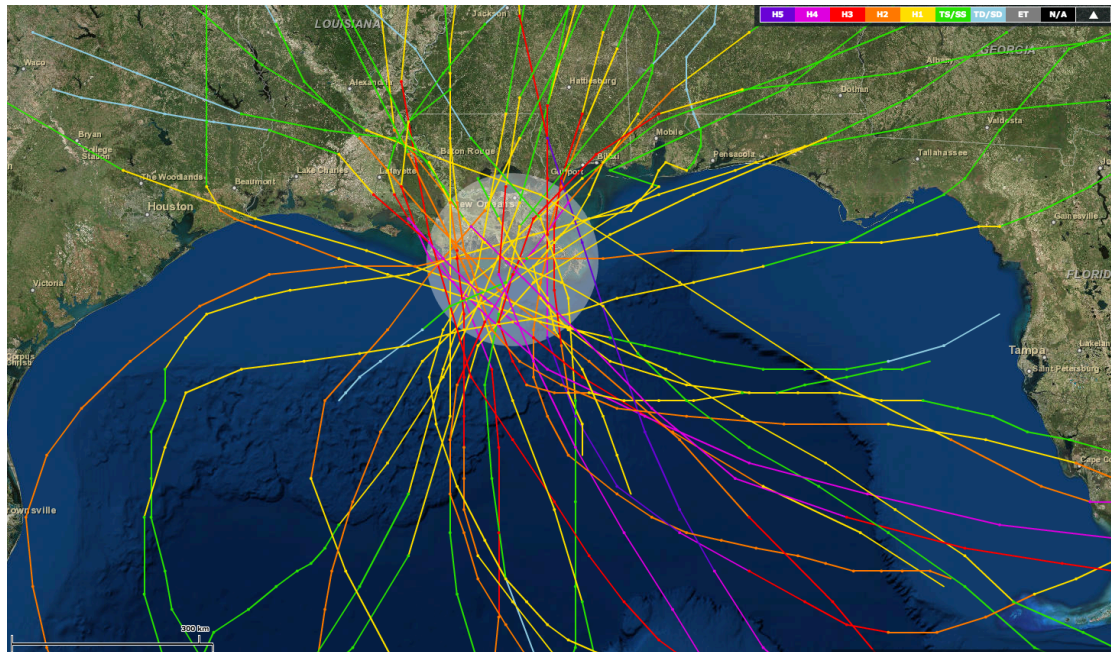 LOUISIANA
Jackson
H5 H4 H3 H2 H1 TS/SS TD/SD ET N/A
GEORGIA
Waco
Alexandria
Hattiesburg
Albany
Dothan
Bryan
College
Station
Baton Rouge
Mobile
Valdosta
The Woodlands
Beaumont
Lake Charles
Lafayette
Gulfport
Biloxi
Pensacola
Tallahassee
Houston
New Orleans
Gainesville
Victoria
FLORID
Corpus
Christi
Tampa
Lakelan
Saint Petersburg
Cape Co
rownsville
300 km